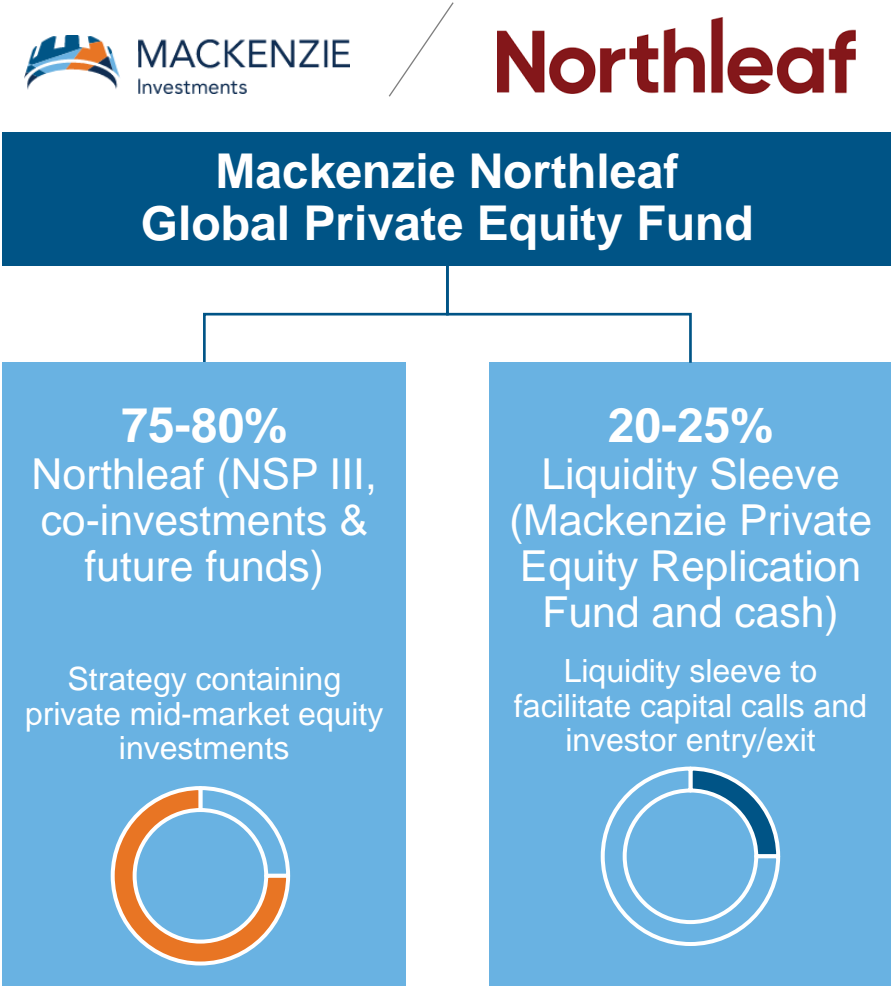 MACKENZIE
Investments
Northleaf
Mackenzie Northleaf
Global Private Equity Fund
75-80%
Northleaf (NSP III,
co-investments &
future funds)
Strategy containing
private mid-market equity
investments
20-25%
Liquidity Sleeve
(Mackenzie Private
Equity Replication
Fund and cash)
Liquidity sleeve to
facilitate capital calls and
investor entry/exit